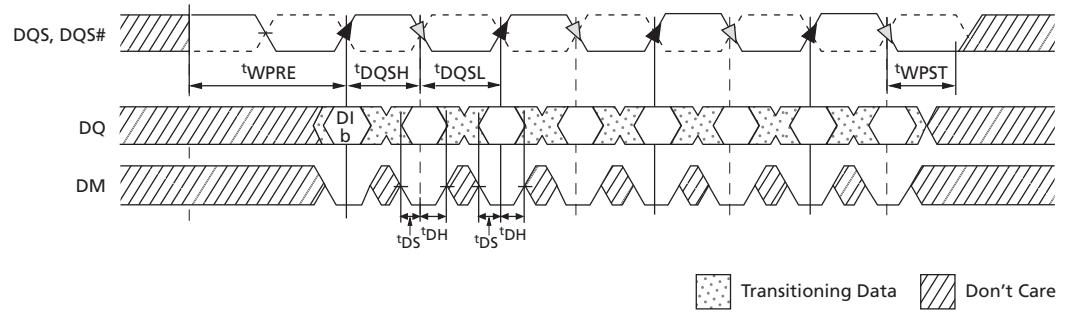 DQS, DQS#
tWPRE tDQSH tDQSL tWPST
DQ
DI
b
DM
tDS tDH tDS tDH
Transitioning Data Don't Care